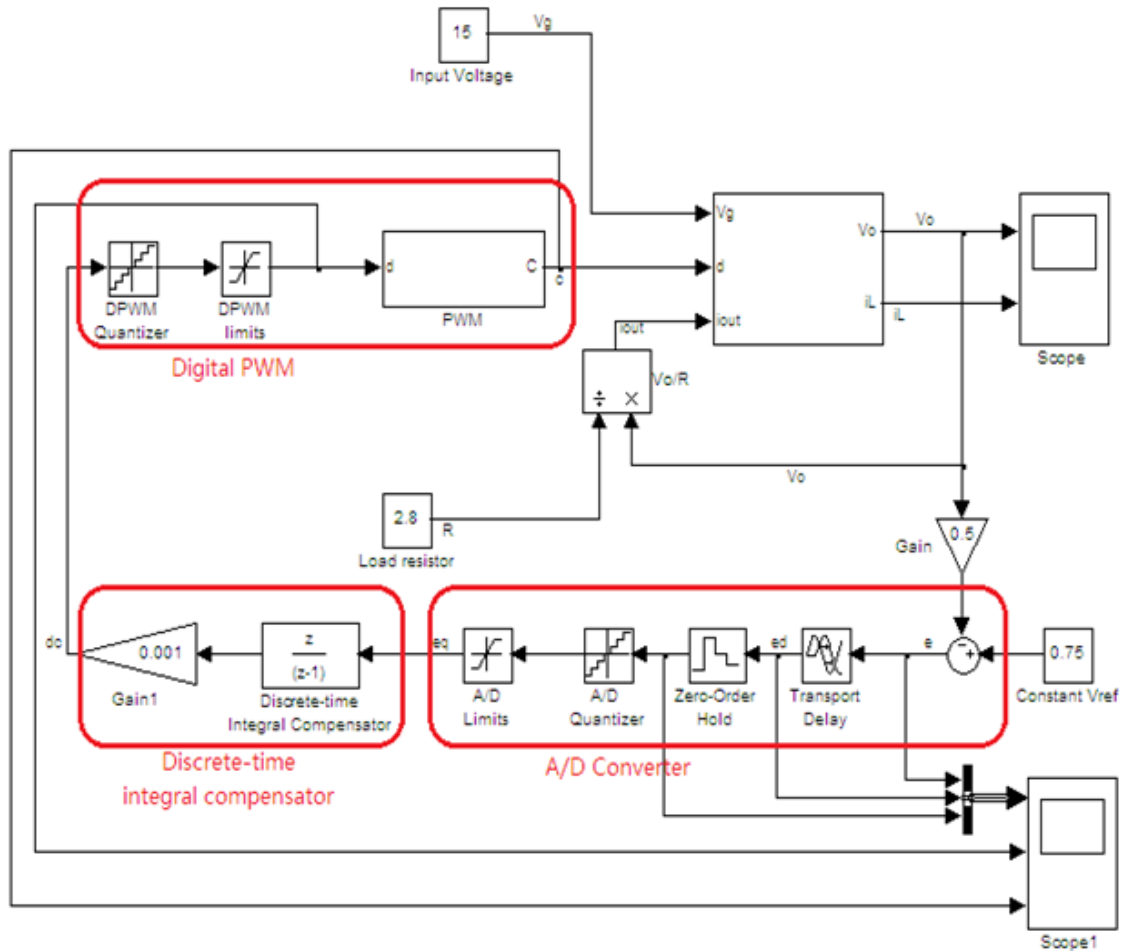 15
Vg
Input Voltage
Vg
d
iout
Vo
iL
Vo
iL
Scope
d
C
c
PWM
DPWM
Quantizer
DPWM
limits
Digital PWM
iout
Vo/R
÷
×
Vo
2.8
R
Load resistor
0.5
Gain
dc
0.001
Gain1
z
(z-1)
Discrete-time
Integral Compensator
eq
A/D
Limits
A/D
Quantizer
Zero-Order
Hold
ed
Transport
Delay
e
- +
0.75
Constant Vref
Discrete-time
integral compensator
A/D Converter
Scope1